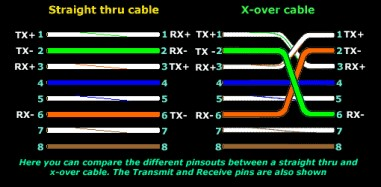 Straight thru cable
X-over cable
TX+ 1 1 RX+ TX+ 1 1 TX+
TX- 2 2 RX- TX - 2 2 TX-
RX+ 3 3 TX+ RX+ 3 3 RX+
4 4 4 4
5 5 5 5
RX- 6 6 TX- RX- 6 6 RX-
7 7 7 7
8 8 8 8
Here you can compare the different pinsouts between a straight thru and
x-over cable. The Transmit and Receive pins are also shown